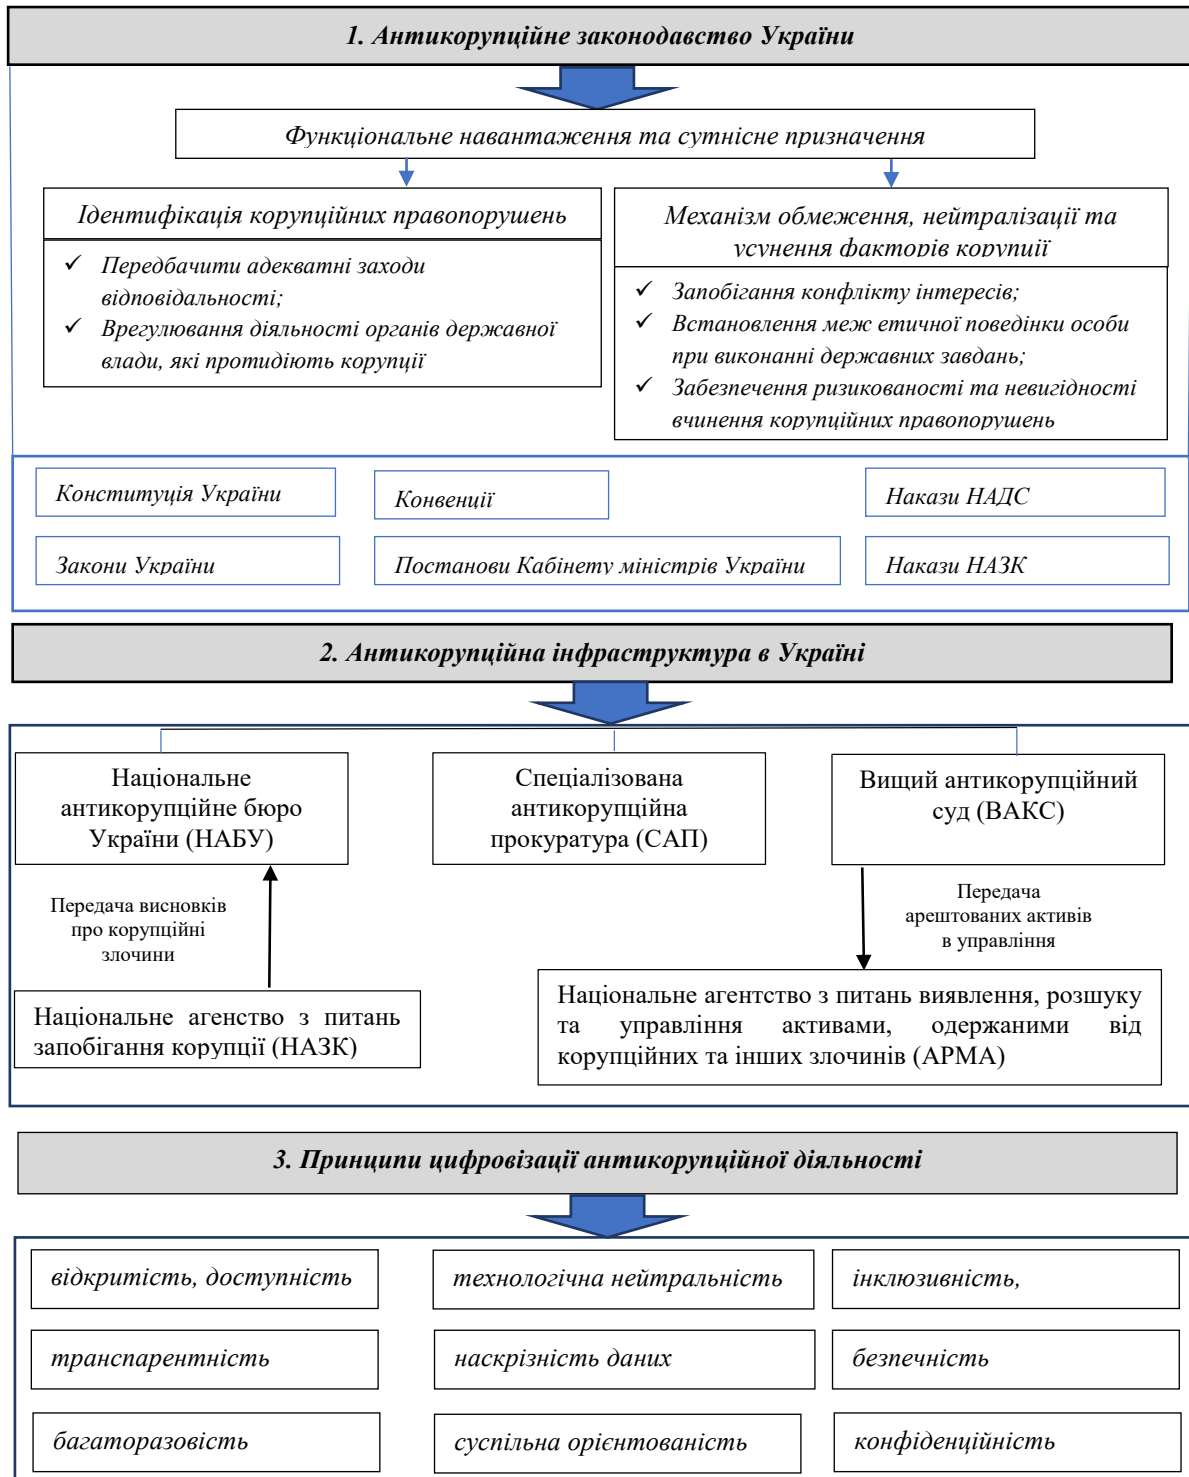 1. Антикорупційне законодавство України
Функціональне навантаження та сутнісне призначення
Ідентифікація корупційних правопорушень
✓ Передбачити адекватні заходи
відповідальності;
✓ Врегулювання діяльності органів державної
влади, які протидіють корупції
Механізм обмеження, нейтралізації та
усунення факторів корупції
✓ Запобігання конфлікту інтересів;
✓ Встановлення меж етичної поведінки особи
при виконанні державних завдань;
✓ Забезпечення ризикованості та невигідності
вчинення корупційних правопорушень
Конституція України
Конвенції
Накази НАДС
Закони України
Постанови Кабінету міністрів України
Накази НАЗК
2. Антикорупційна інфраструктура в Україні
Національне
антикорупційне бюро
України (НАБУ)
Спеціалізована
антикорупційна
прокуратура (САП)
Вищий антикорупційний
суд (ВАКС)
Передача висновків
про корупційні
злочини
Передача
арештованих активів
в управління
Національне агенство з питань
запобігання корупції (НАЗК)
Національне агентство з питань виявлення, розшуку
та управління активами, одержаними від
корупційних та інших злочинів (АРМА)
3. Принципи цифровізації антикорупційної діяльності
відкритість, доступність
технологічна нейтральність
інклюзивність,
транспарентність
наскрізність даних
безпечність
багаторазовість
суспільна орієнтованість
конфіденційність